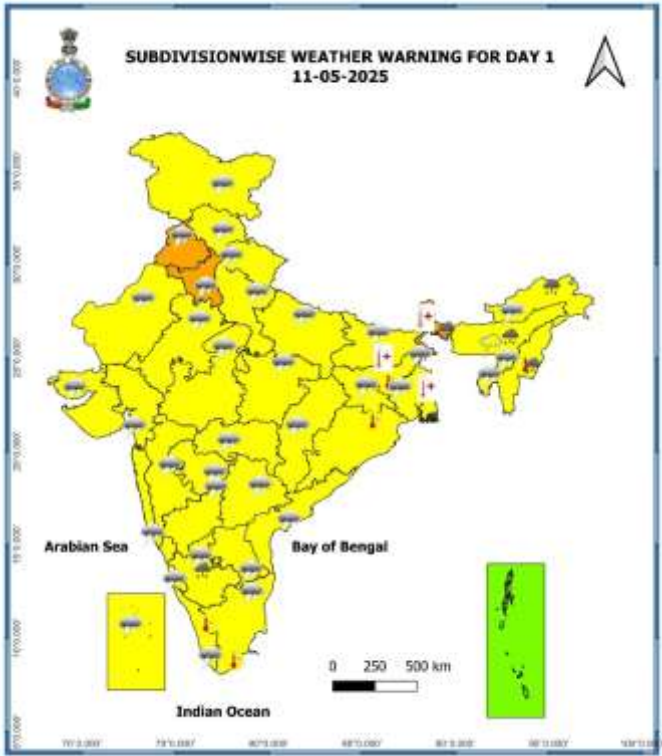 SUBDIVISIONWISE WEATHER WARNING FOR DAY 1
11-05-2025
Arabian Sea
Bay of Bengal
0 250 500 km
Indian Ocean